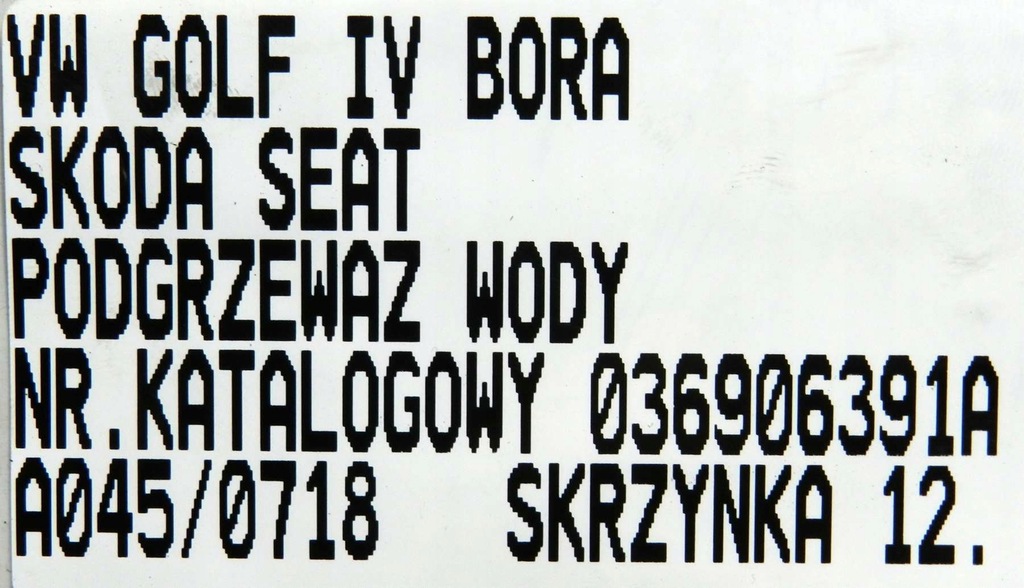 VW GOLF IV BORA
SKODA SEAT
PODGRZEWAZ WODY
NR.KATALOGOWY 036906391A
A045/0718 SKRZYNKA 12.